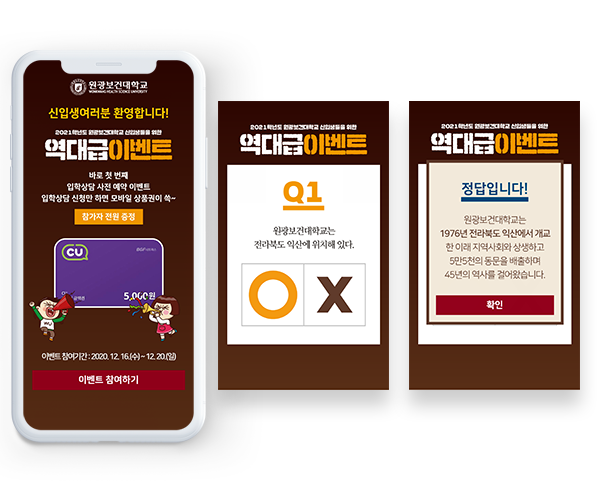 원광보건대학교
WONKWANG HEALTH SCIENCE UNIVERSITY
신입생여러분 환영합니다!
2021학년도 원광보건대학교 신입생들을 위한
역대급이벤트
바로 첫 번째
입학상담 사전 예약 이벤트
입학상담 신청만 하면 모바일 상품권이 쏙~
참가자 전원 증정
CU
5,000원
이벤트 참여기간 : 2020. 12. 16.(수) ~ 12. 20.(일)
이벤트 참여하기
2021학년도 원광보건대학교 신입생들을 위한
역대급이벤트
Q1
원광보건대학교는
전라북도 익산에 위치해 있다.
O X
2021학년도 원광보건대학교 신입생들을 위한
역대급이벤트
정답입니다!
원광보건대학교는
1976년 전라북도 익산에서 개교
한 이래 지역사회와 상생하고
5만5천의 동문을 배출하며
45년의 역사를 걸어왔습니다.
확인